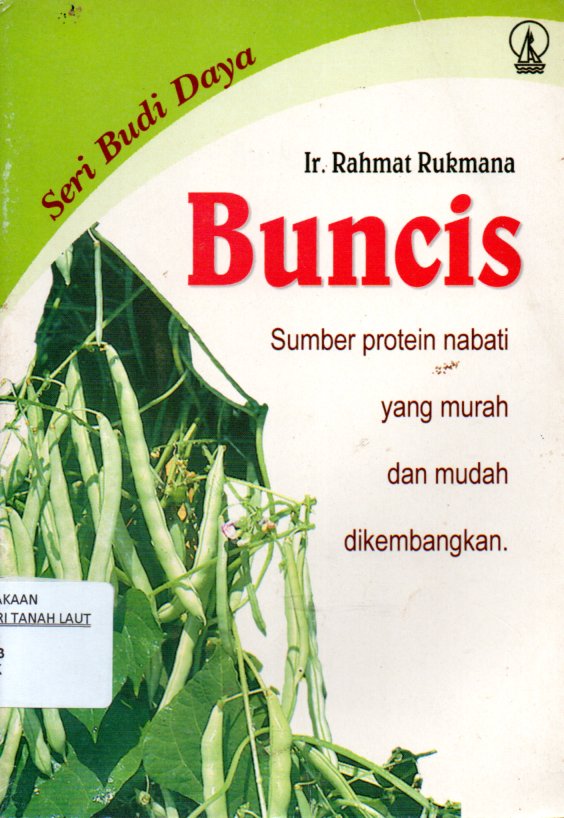 Seri Budi Daya
Ir. Rahmat Rukmana
Buncis
Sumber protein nabati
yang murah
dan mudah
dikembangkan.
AKAAN
RI TANAH LAUT